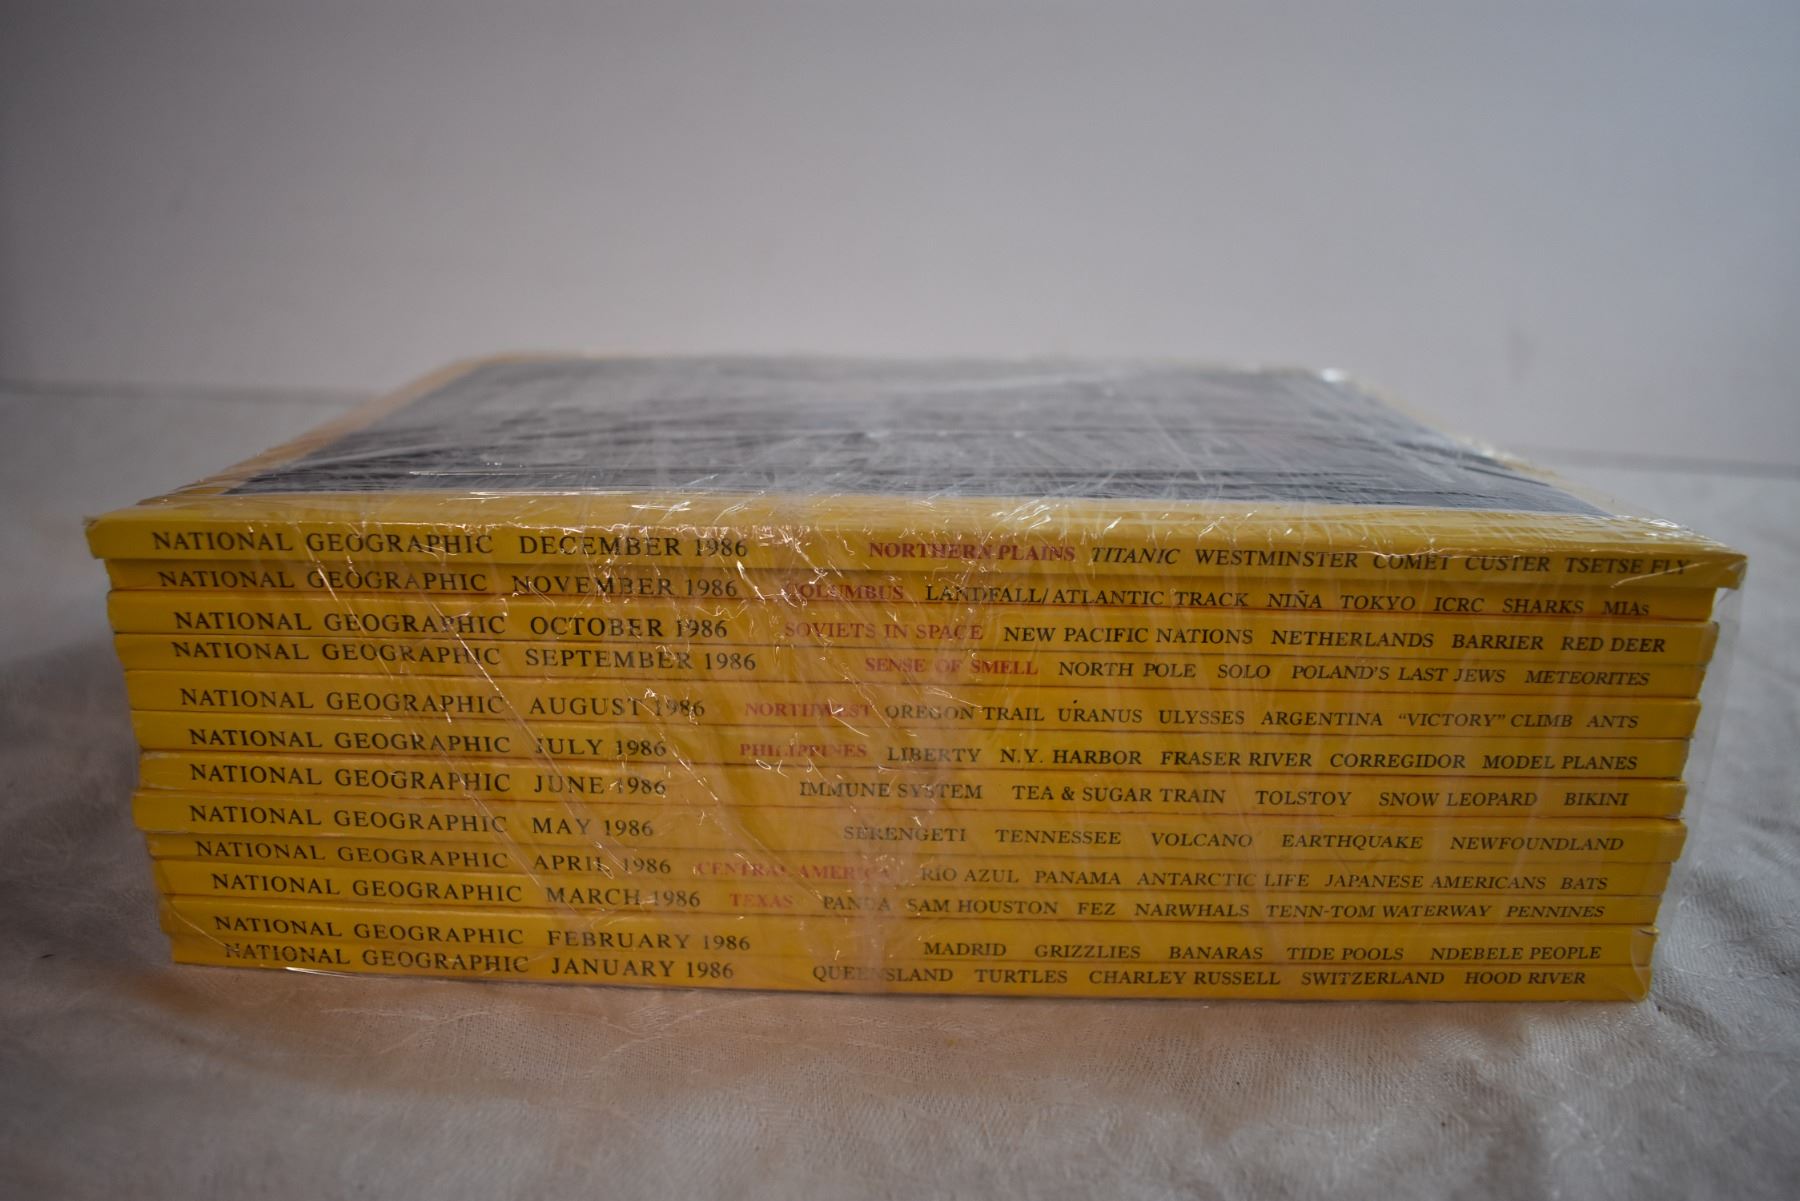 NATIONAL GEOGRAPHIC DECEMBER 1986 NORTHERN PLAINS TITANIC WESTMINSTER COMET CUSTER TSETSE FLY
NATIONAL GEOGRAPHIC NOVEMBER 1986 COLUMBUS LANDFALL/ATLANTIC TRACK NIÑA TOKYO ICRC SHARKS MIAs
NATIONAL GEOGRAPHIC OCTOBER 1986 SOVIETS IN SPACE NEW PACIFIC NATIONS NETHERLANDS BARRIER RED DEER
NATIONAL GEOGRAPHIC SEPTEMBER 1986 SENSE OF SMELL NORTH POLE SOLO POLAND'S LAST JEWS METEORITES
NATIONAL GEOGRAPHIC AUGUST 1986 NORTHWEST OREGON TRAIL URANUS ULYSSES ARGENTINA "VICTORY" CLIMB ANTS
NATIONAL GEOGRAPHIC JULY 1986 PHILIPPINES LIBERTY N.Y. HARBOR FRASER RIVER CORREGIDOR MODEL PLANES
NATIONAL GEOGRAPHIC JUNE 1986 IMMUNE SYSTEM TEA & SUGAR TRAIN TOLSTOY SNOW LEOPARD BIKINI
NATIONAL GEOGRAPHIC MAY 1986 SERENGETI TENNESSEE VOLCANO EARTHQUAKE NEWFOUNDLAND
NATIONAL GEOGRAPHIC APRIL 1986 CENTRAL AMERICA RÍO AZUL PANAMA ANTARCTIC LIFE JAPANESE AMERICANS BATS
NATIONAL GEOGRAPHIC MARCH 1986 TEXAS PANDA SAM HOUSTON FEZ NARWHALS TENN-TOM WATERWAY PENNINES
NATIONAL GEOGRAPHIC FEBRUARY 1986 MADRID GRIZZLIES BANARAS TIDE POOLS NDEBELE PEOPLE
NATIONAL GEOGRAPHIC JANUARY 1986 QUEENSLAND TURTLES CHARLEY RUSSELL SWITZERLAND HOOD RIVER